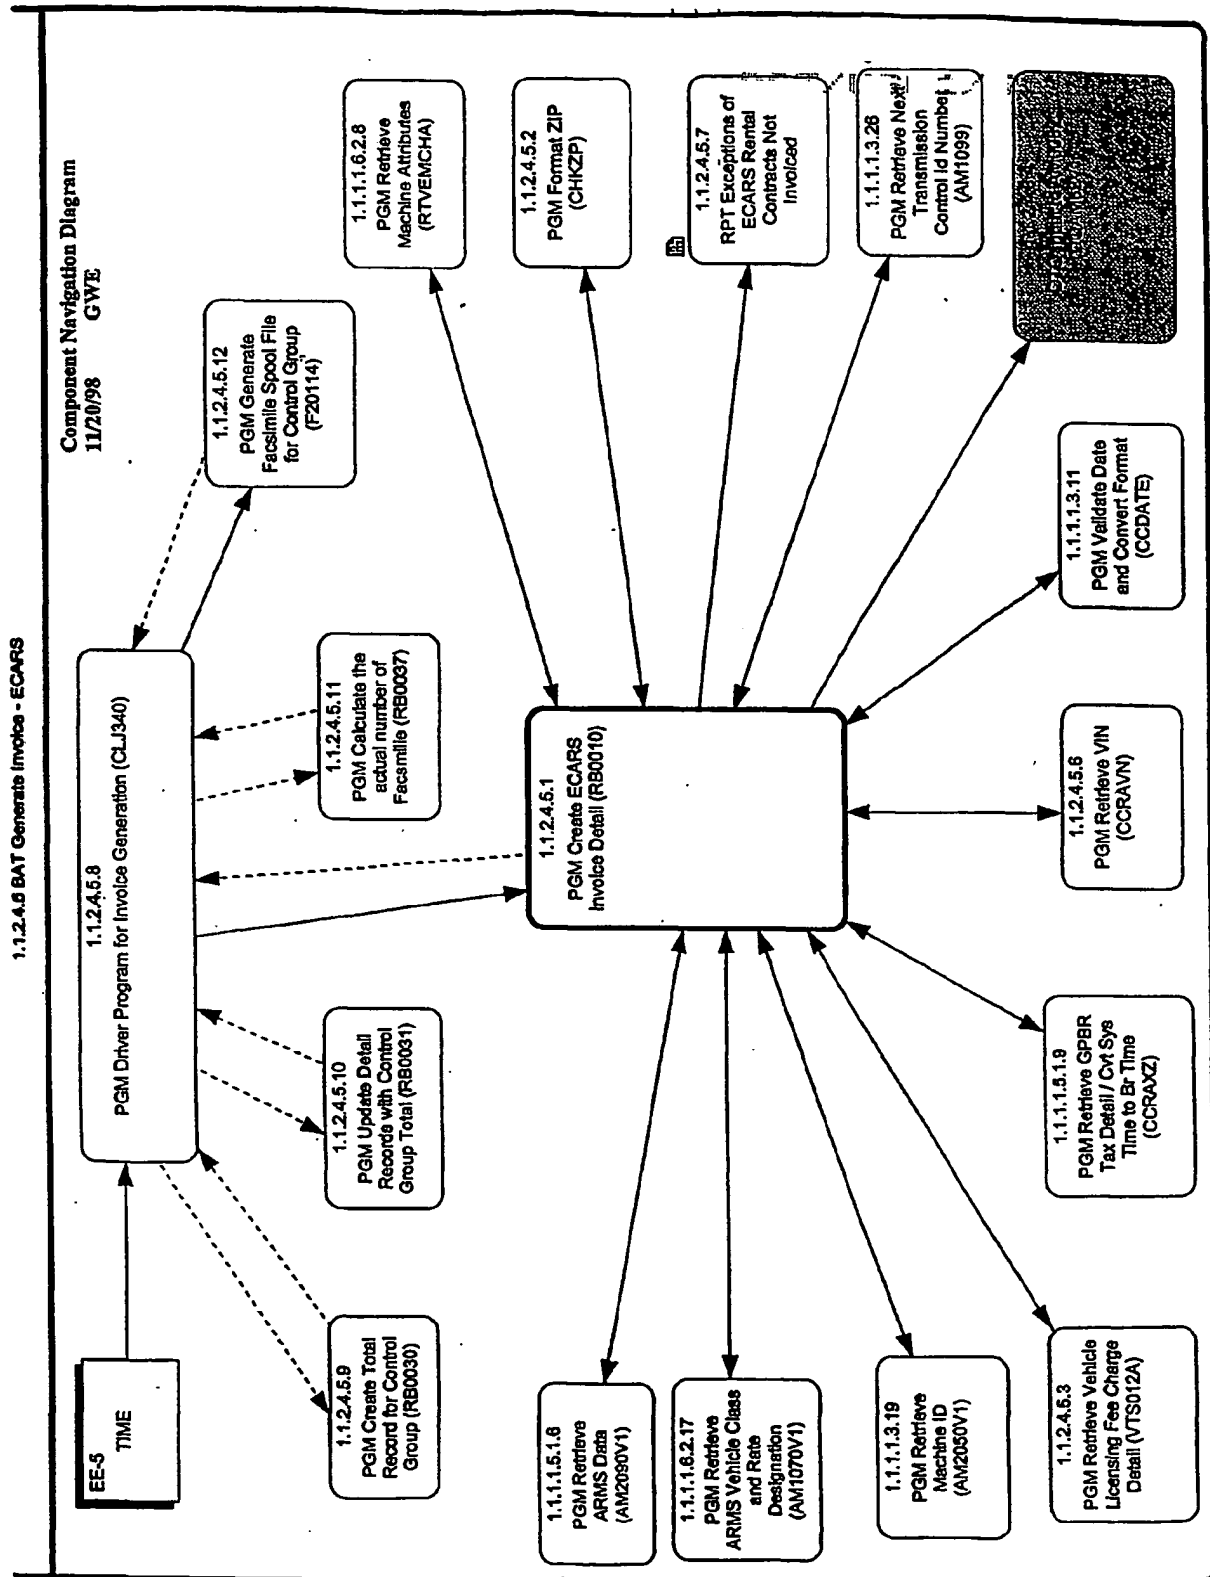 1.1.2.4.5 BAT Generate Invoice - ECARS
Component Navigation Diagram
11/20/98 GWE
EE-5
TIME
1.1.2.4.5.8
PGM Driver Program for Invoice Generation (CLJ340)
1.1.2.4.5.12
PGM Generate
Facsimile Spool File
for Control Group
(F20114)
1.1.2.4.5.9
PGM Create Total
Record for Control
Group (RB0030)
1.1.2.4.5.10
PGM Update Detail
Records with Control
Group Total (RB0031)
1.1.2.4.5.11
PGM Calculate the
actual number of
Facsmilie (RB0037)
1.1.1.1.6.2.8
PGM Retrieve
Machine Attributes
(RTVEMCHA)
1.1.2.4.5.2
PGM Format ZIP
(CHKZP)
1.1.2.4.5.7
RPT Exceptions of
ECARS Rental
Contracts Not
Invoiced
1.1.1.1.3.26
PGM Retrieve Next
Transmission
Control Id Number
(AM1099)
1.1.2.4.5.1
PGM Create ECARS
Invoice Detail (RB0010)
1.1.1.1.5.1.6
PGM Retrieve
ARMS Data
(AM2090V1)
1.1.1.1.6.2.17
PGM Retrieve
ARMS Vehicle Class
and Rate
Designation
(AM1070V1)
1.1.1.1.3.19
PGM Retrieve
Machine ID
(AM2050V1)
1.1.2.4.5.3
PGM Retrieve Vehicle
Licensing Fee Charge
Detail (VTS012A)
1.1.1.1.5.1.9
PGM Retrieve GPBR
Tax Detail / Cvt Sys
Time to Br Time
(CCRAXZ)
1.1.2.4.5.6
PGM Retrieve VIN
(CCRAVN)
1.1.1.1.3.11
PGM Validate Date
and Convert Format
(CCDATE)